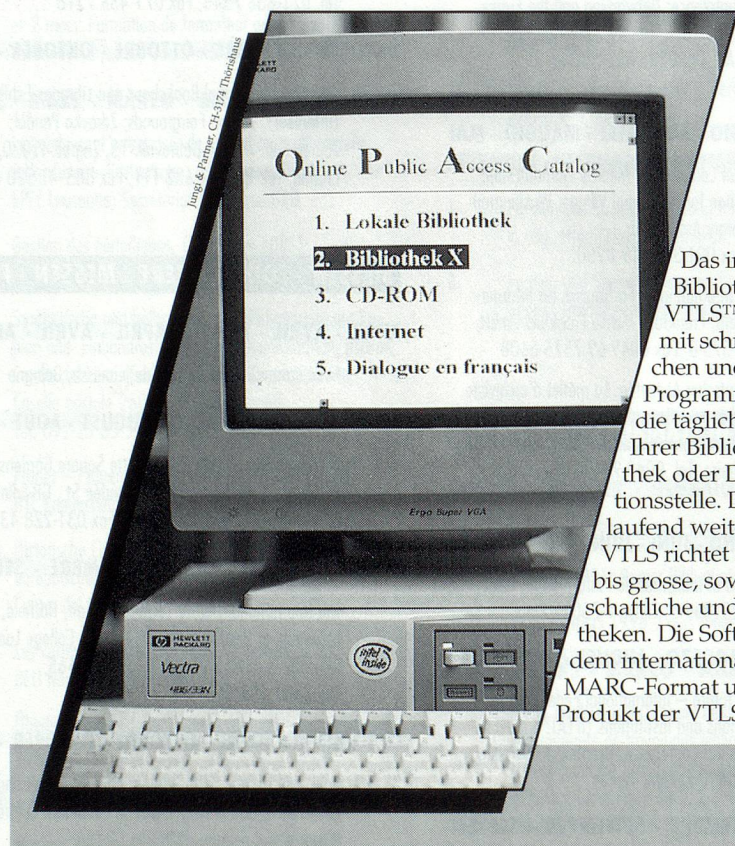 Jungi & Partner, CH-3174 Thörishaus
HEWLETT
PACKARD
Online Public Access Catalog
1. Lokale Bibliothek
2. Bibliothek X
3. CD-ROM
4. Internet
5. Dialogue en français
Ergo Super VGA
HEWLETT
PACKARD
Vectra
486/33N
intel
inside
Das in
Bibliot
VTLS™
mit schr
chen und
Program
die täglich
Ihrer Biblio
thek oder D
tionsstelle. D
laufend weit
VTLS richtet
bis grosse, sow
schaftliche und
theken. Die Soft
dem internationa
MARC-Format u
Produkt der VTLS